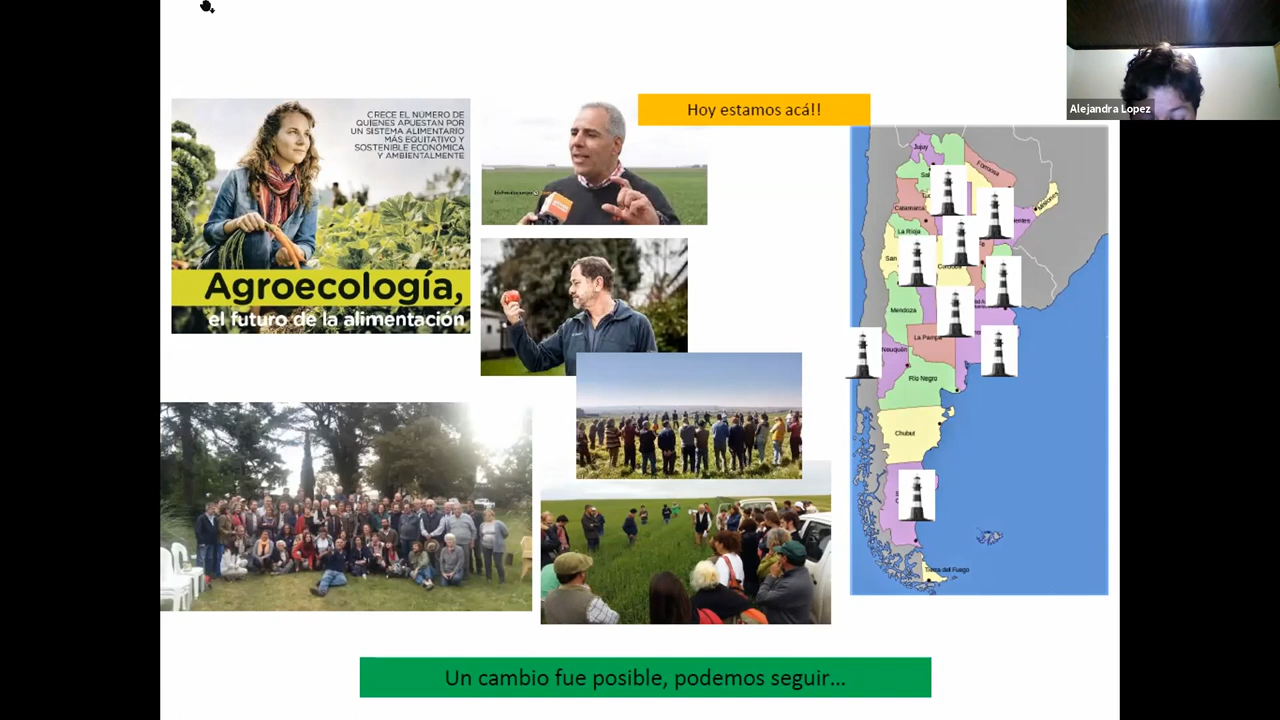 CRECE EL NÚMERO DE
QUIENES APUESTAN POR
UN SISTEMA ALIMENTARIO
MÁS EQUITATIVO Y
SOSTENIBLE ECONÓMICA
Y AMBIENTALMENTE
Agroecología,
el futuro de la alimentación
Hoy estamos acá!!
Alejandra Lopez
Jujuy
Formosa
Misiones
Catamarca
La Rioja
San
Mendoza
La Pampa
Neuquén
Río Negro
Chubut
Tierra del Fuego
Un cambio fue posible, podemos seguir...